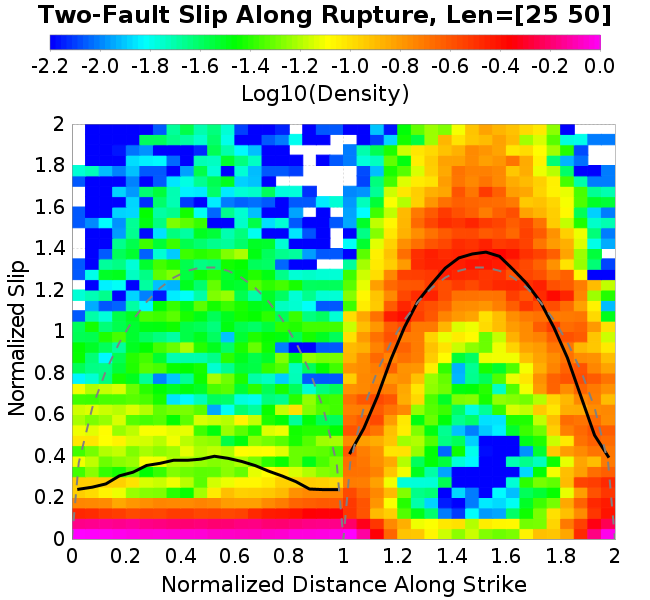 Two-Fault Slip Along Rupture, Len=[25 50]
-2.2 -2.0 -1.8 -1.6 -1.4 -1.2 -1.0 -0.8 -0.6 -0.4 -0.2 0.0
Log10(Density)
2
1.8
1.6
1.4
1.2
1
0.8
0.6
0.4
0.2
0
Normalized Slip
0 0.2 0.4 0.6 0.8 1 1.2 1.4 1.6 1.8 2
Normalized Distance Along Strike